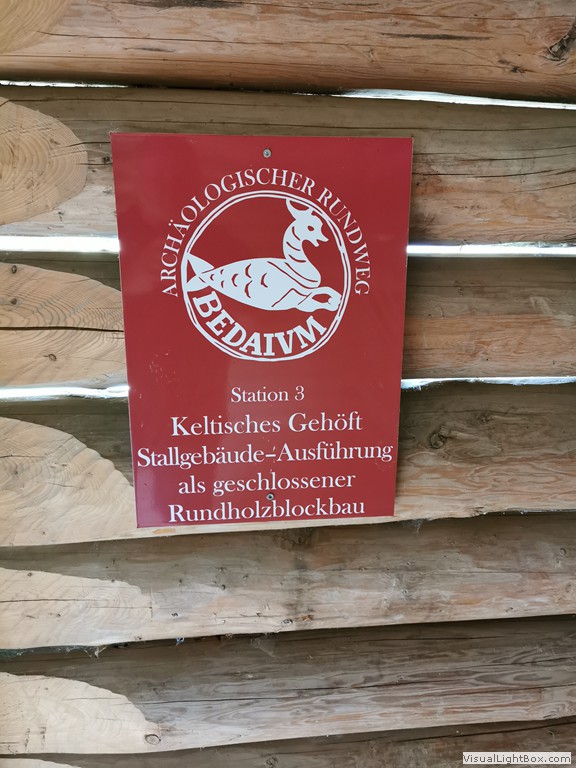 ARCHÄOLOGISCHER RUNDWEG
BEDAIVM
Station 3
Keltisches Gehöft
Stallgebäude-Ausführung
als geschlossener
Rundholzblockbau
VisualLightBox.com